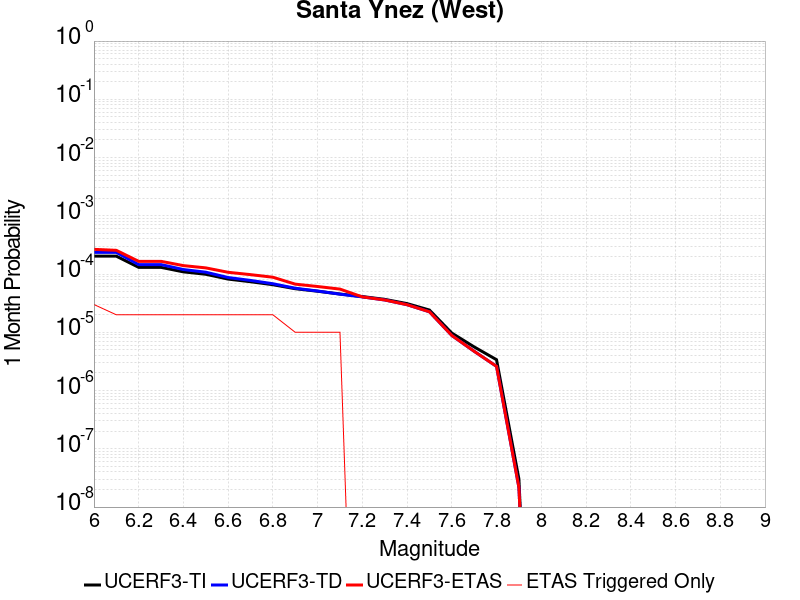 Santa Ynez (West)
10^0
10^-1
10^-2
10^-3
10^-4
10^-5
10^-6
10^-7
10^-8
1 Month Probability
6 6.2 6.4 6.6 6.8 7 7.2 7.4 7.6 7.8 8 8.2 8.4 8.6 8.8 9
Magnitude
UCERF3-TI UCERF3-TD UCERF3-ETAS ETAS Triggered Only